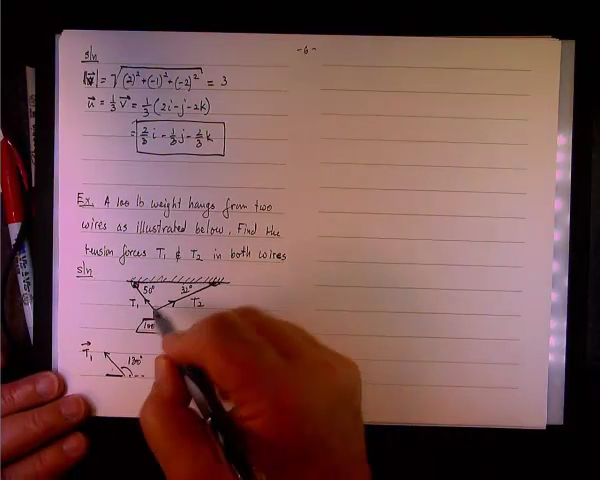 -6-
sln
|v⃗| = √(2)²+(-1)²+(-2)² = 3
u⃗ = 1/3 v⃗ = 1/3 (2i-j-2k)
= 2/3 i - 1/3 j - 2/3 k
Ex. A 100 lb weight hangs from two
wires as illustrated below. Find the
tension forces T₁ & T₂ in both wires
sln
50° 32°
T₁ T₂
100
T⃗₁ 130°